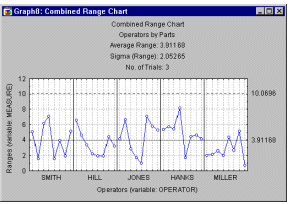 Graph8: Combined Range Chart
Combined Range Chart
Operators by Parts
Average Range: 3.91168
Sigma (Range): 2.05265
No. of Trials: 3
Ranges (variable: MEASURE)
12
10
8
6
4
2
0
10.0696
3.91168
SMITH HILL JONES HANKS MILLER
Operators (variable: OPERATOR)